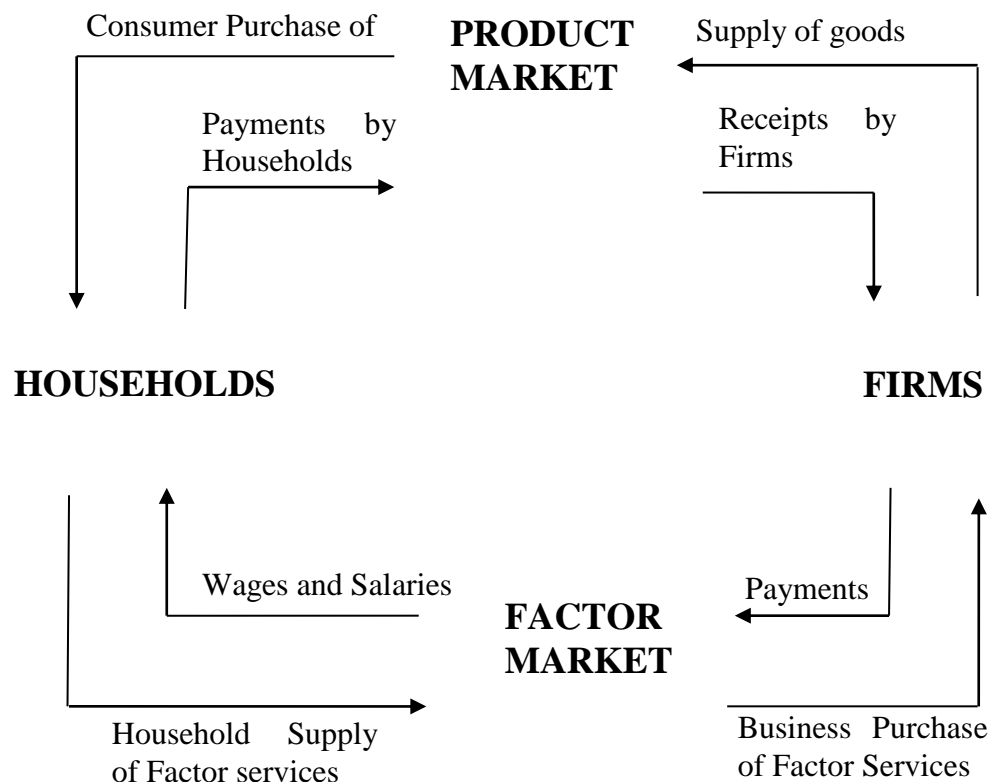 Consumer Purchase of
PRODUCT
MARKET
Supply of goods
Payments by
Households
Receipts by
Firms
HOUSEHOLDS
FIRMS
Wages and Salaries
FACTOR
MARKET
Payments
Household Supply
of Factor services
Business Purchase
of Factor Services